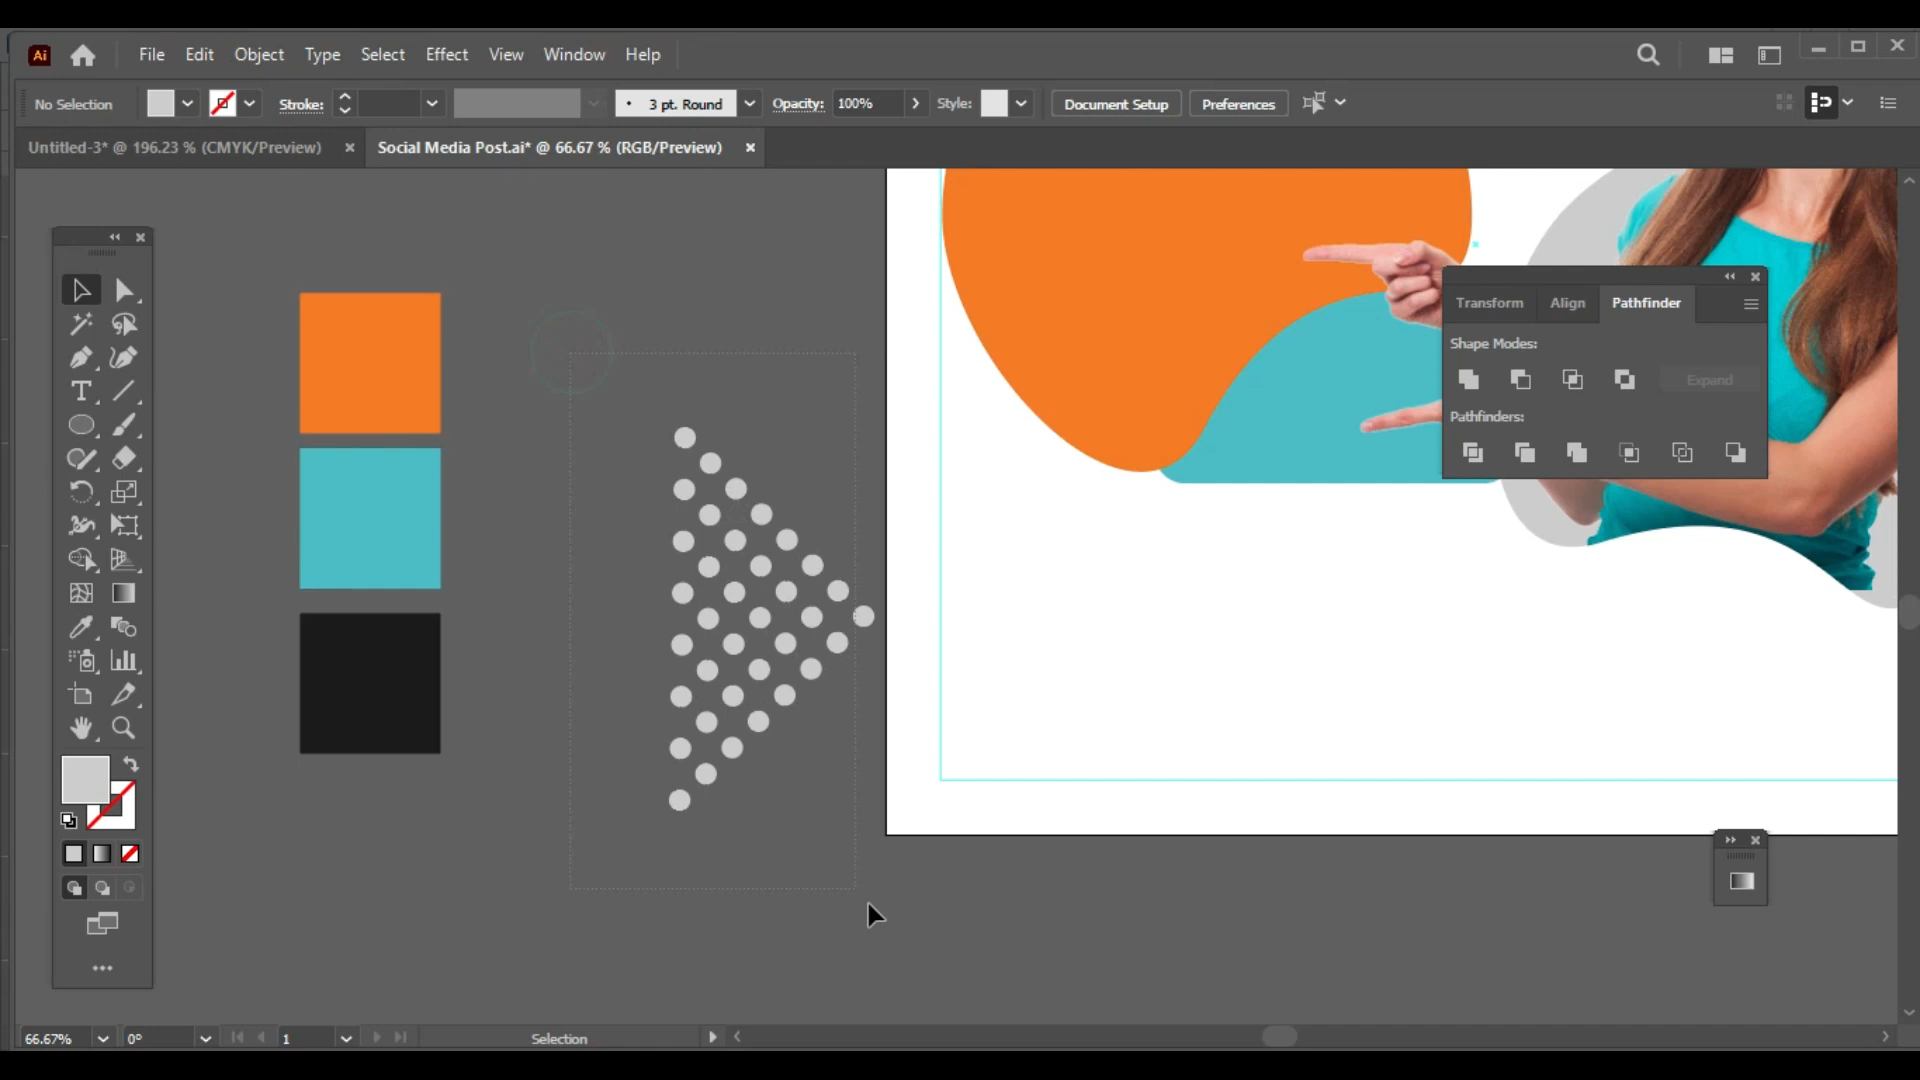 Ai File Edit Object Type Select Effect View Window Help
No Selection Stroke: 3 pt. Round Opacity: 100% Style: Document Setup Preferences
Untitled-3* @ 196.23 % (CMYK/Preview) Social Media Post.ai* @ 66.67 % (RGB/Preview)
Transform Align Pathfinder
Shape Modes:
Expand
Pathfinders:
66.67% 0° 1 Selection